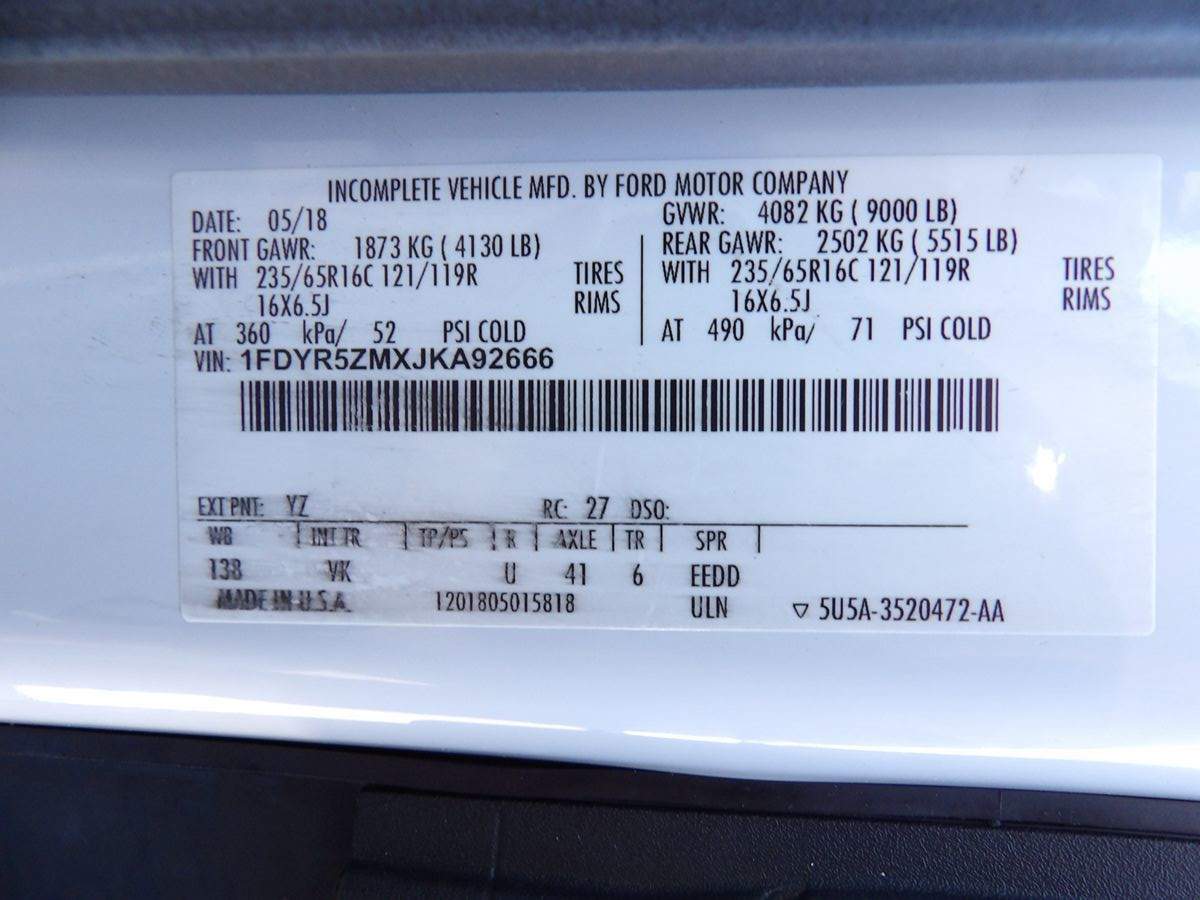 INCOMPLETE VEHICLE MFD. BY FORD MOTOR COMPANY
DATE: 05/18 GVWR: 4082 KG ( 9000 LB)
FRONT GAWR: 1873 KG ( 4130 LB) REAR GAWR: 2502 KG ( 5515 LB)
WITH 235/65R16C 121/119R TIRES WITH 235/65R16C 121/119R TIRES
16X6.5J RIMS 16X6.5J RIMS
AT 360 kPa/ 52 PSI COLD AT 490 kPa/ 71 PSI COLD
VIN: 1FDYR5ZMXJKA92666
EXT PNT: YZ RC: 27 DSO:
WB INT TR TP/PS R AXLE TR SPR
138 VK U 41 6 EEDD
MADE IN U.S.A. 1201805015818 ULN ▽ 5U5A-3520472-AA